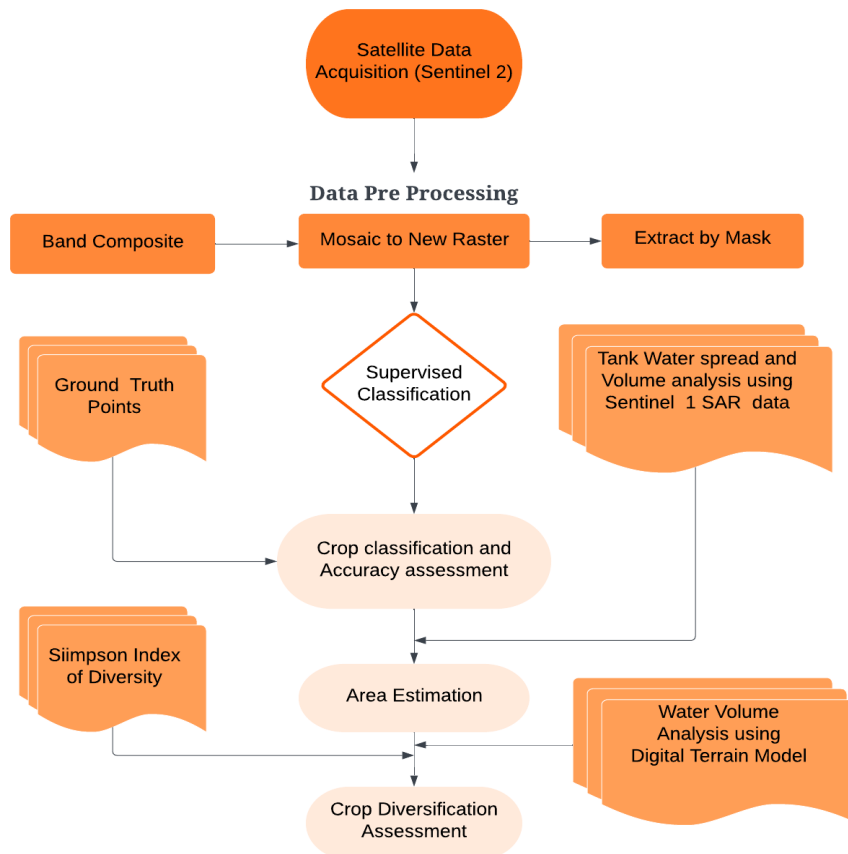 Satellite Data
Acquisition (Sentinel 2)
Data Pre Processing
Band Composite
Mosaic to New Raster
Extract by Mask
Ground Truth
Points
Supervised
Classification
Tank Water spread and
Volume analysis using
Sentinel 1 SAR data
Crop classification and
Accuracy assessment
Siimpson Index
of Diversity
Area Estimation
Water Volume
Analysis using
Digital Terrain Model
Crop Diversification
Assessment